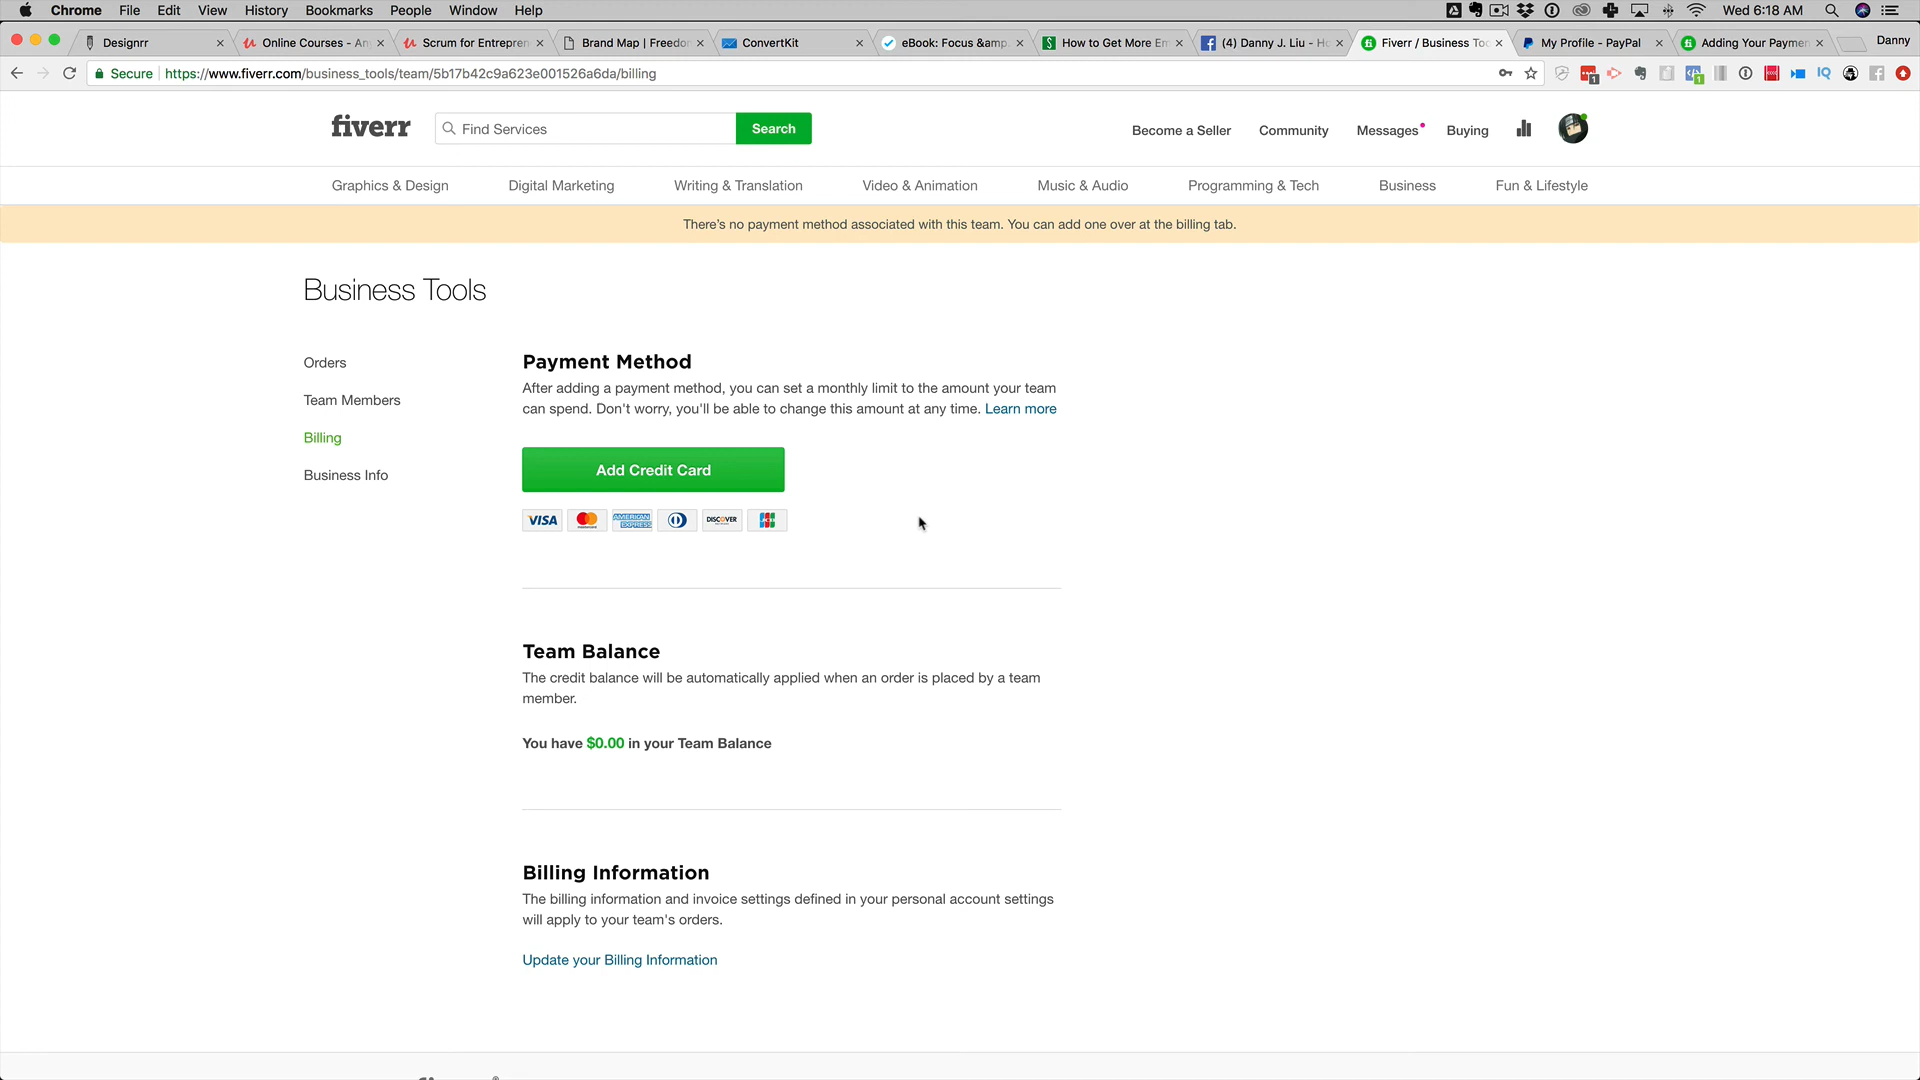 Chrome File Edit View History Bookmarks People Window Help Wed 6:18 AM
Designrr Online Courses - An Scrum for Entrepren Brand Map | Freedo ConvertKit eBook: Focus &amp How to Get More Em (4) Danny J. Liu - Ho Fiverr / Business Too My Profile - PayPal Adding Your Paymen Danny
Secure https://www.fiverr.com/business_tools/team/5b17b42c9a623e001526a6da/billing
fiverr Find Services Search Become a Seller Community Messages Buying
Graphics & Design Digital Marketing Writing & Translation Video & Animation Music & Audio Programming & Tech Business Fun & Lifestyle
There's no payment method associated with this team. You can add one over at the billing tab.
Business Tools
Orders
Team Members
Billing
Business Info
Payment Method
After adding a payment method, you can set a monthly limit to the amount your team
can spend. Don't worry, you'll be able to change this amount at any time. Learn more
Add Credit Card
VISA mastercard AMERICAN EXPRESS DISCOVER JCB
Team Balance
The credit balance will be automatically applied when an order is placed by a team
member.
You have $0.00 in your Team Balance
Billing Information
The billing information and invoice settings defined in your personal account settings
will apply to your team's orders.
Update your Billing Information